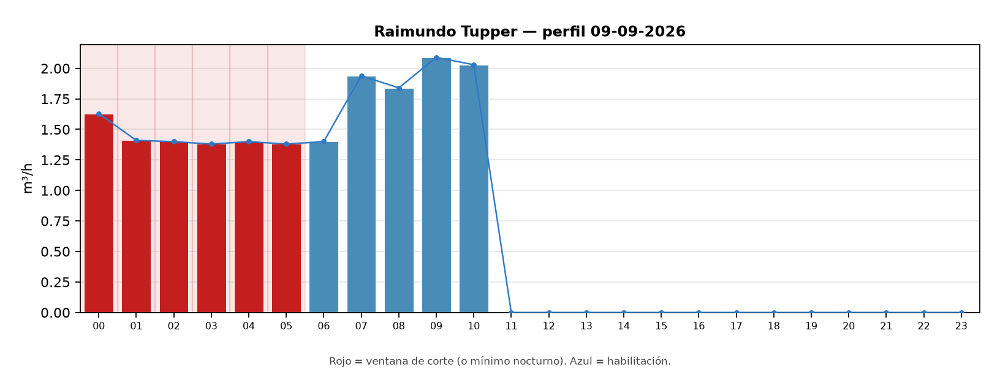 Raimundo Tupper — perfil 09-09-2026
m³/h
2.00
1.75
1.50
1.25
1.00
0.75
0.50
0.25
0.00
00 01 02 03 04 05 06 07 08 09 10 11 12 13 14 15 16 17 18 19 20 21 22 23
Rojo = ventana de corte (o mínimo nocturno). Azul = habilitación.